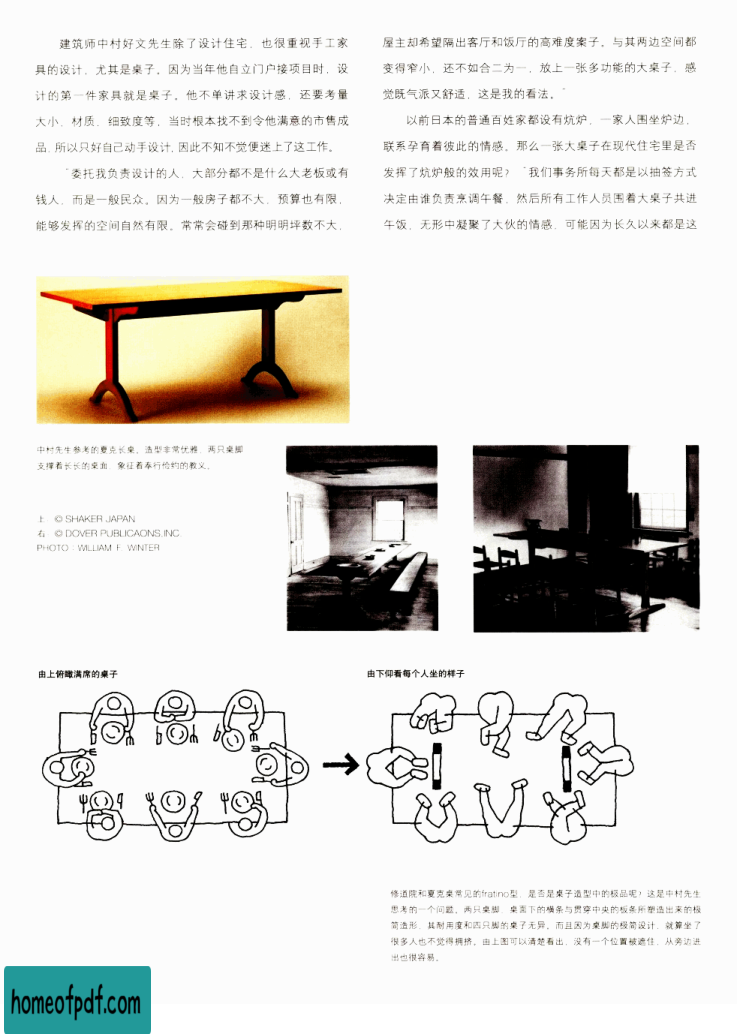 建筑师中村好文先生除了设计住宅，也很重视手工家
具的设计，尤其是桌子。因为当年他自立门户接项目时，设
计的第一件家具就是桌子。他不单讲求设计感，还要考量
大小、材质、细致度等，当时根本找不到令他满意的市售成
品，所以只好自己动手设计，因此不知不觉便迷上了这工作。
“委托我负责设计的人，大部分都不是什么大老板或有
钱人，而是一般民众。因为一般房子都不大，预算也有限，
能够发挥的空间自然有限。常常会碰到那种明明坪数不大，
屋主却希望隔出客厅和饭厅的高难度案子。与其两边空间都
变得窄小，还不如合二为一，放上一张多功能的大桌子，感
觉既气派又舒适，这是我的看法。”
以前日本的普通百姓家都设有炕炉，一家人围坐炉边，
联系孕育着彼此的情感。那么一张大桌子在现代住宅里是否
发挥了炕炉般的效用呢？“我们事务所每天都是以抽签方式
决定由谁负责烹调午餐，然后所有工作人员围着大桌子共进
午饭，无形中凝聚了大伙的情感，可能因为长久以来都是这
中村先生参考的夏克长桌。造型非常优雅，两只桌脚
支撑着长长的桌面，象征着奉行俭约的教义。
上 © SHAKER JAPAN
右 © DOVER PUBLICAONS,INC.
PHOTO：WILLIAM F. WINTER
由上俯瞰满席的桌子
由下仰看每个人坐的样子
修道院和夏克桌常见的fratino型，是否是桌子造型中的极品呢？这是中村先生
思考的一个问题。两只桌脚、桌面下的横条与贯穿中央的板条所塑造出来的极
简造形，其耐用度和四只脚的桌子无异。而且因为桌脚的极简设计，就算坐了
很多人也不觉得拥挤。由上图可以清楚看出，没有一个位置被遮住，从旁边进
出也很容易。
homeofpdf.com